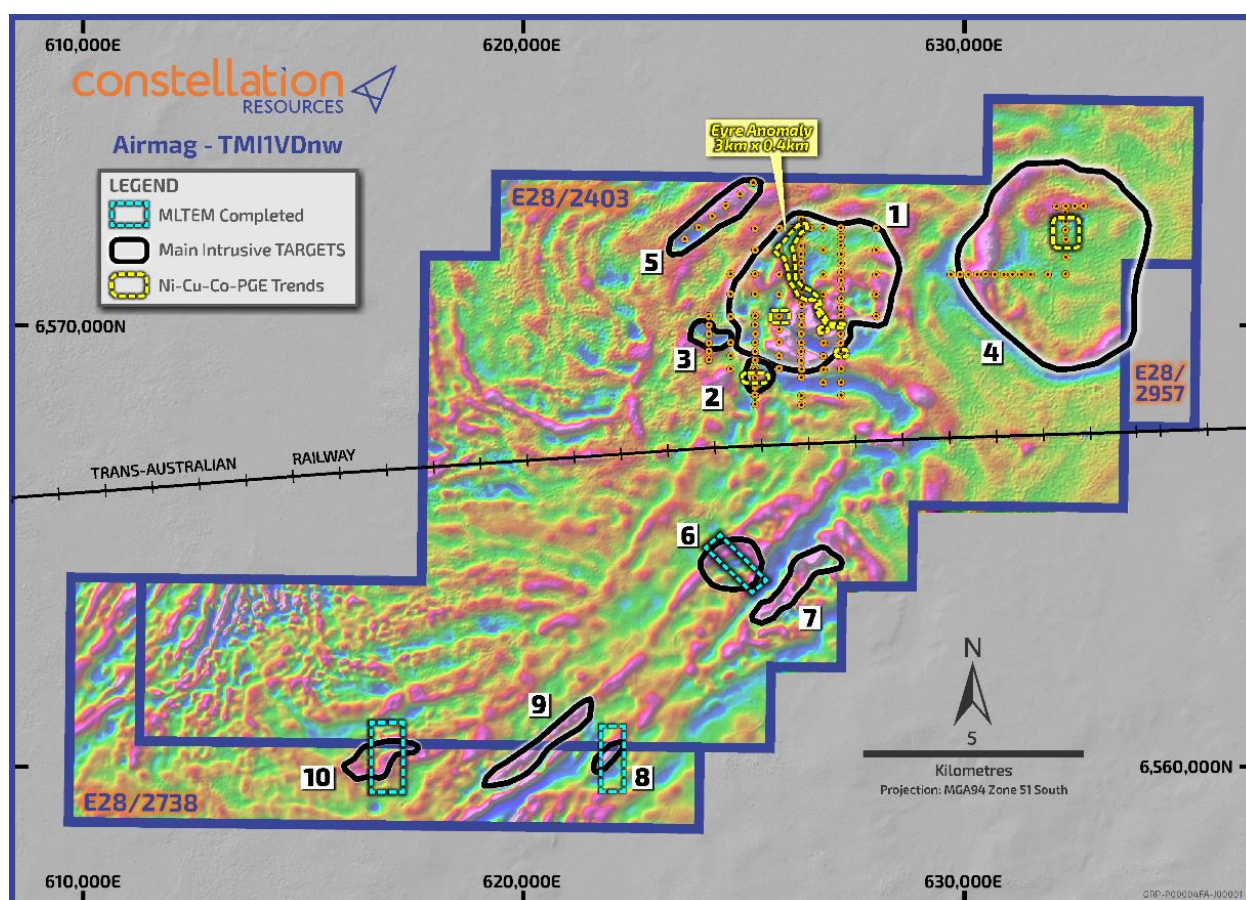 610,000E
620,000E
630,000E
constellation
RESOURCES
Airmag - TMI1VDnw
LEGEND
MLTEM Completed
Main Intrusive TARGETS
Ni-Cu-Co-PGE Trends
Eyre Anomaly
3km x 0.4km
E28/2403
1
5
6,570,000N
3
4
2
E28/
2957
TRANS-AUSTRALIAN RAILWAY
6
7
N
5
Kilometres
Projection: MGA94 Zone 51 South
9
10
8
6,560,000N
E28/2738
610,000E
620,000E
630,000E
GRP-P00004FA-J00001